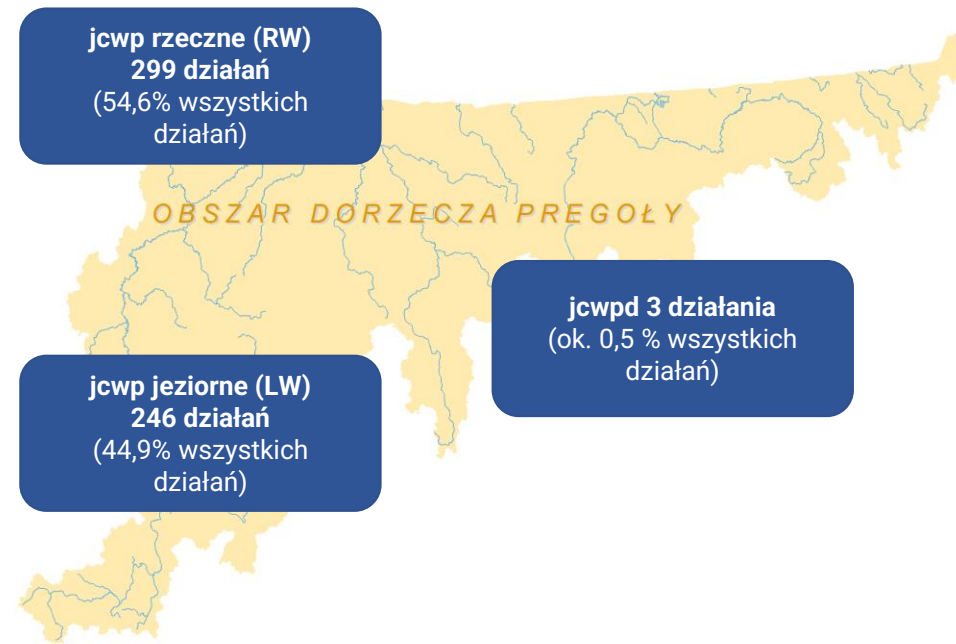 jcwp rzeczne (RW)
299 działań
(54,6% wszystkich
działań)
OBSZAR DORZECZA PREGOŁY
jcwpd 3 działania
(ok. 0,5 % wszystkich
działań)
jcwp jeziorne (LW)
246 działań
(44,9% wszystkich
działań)